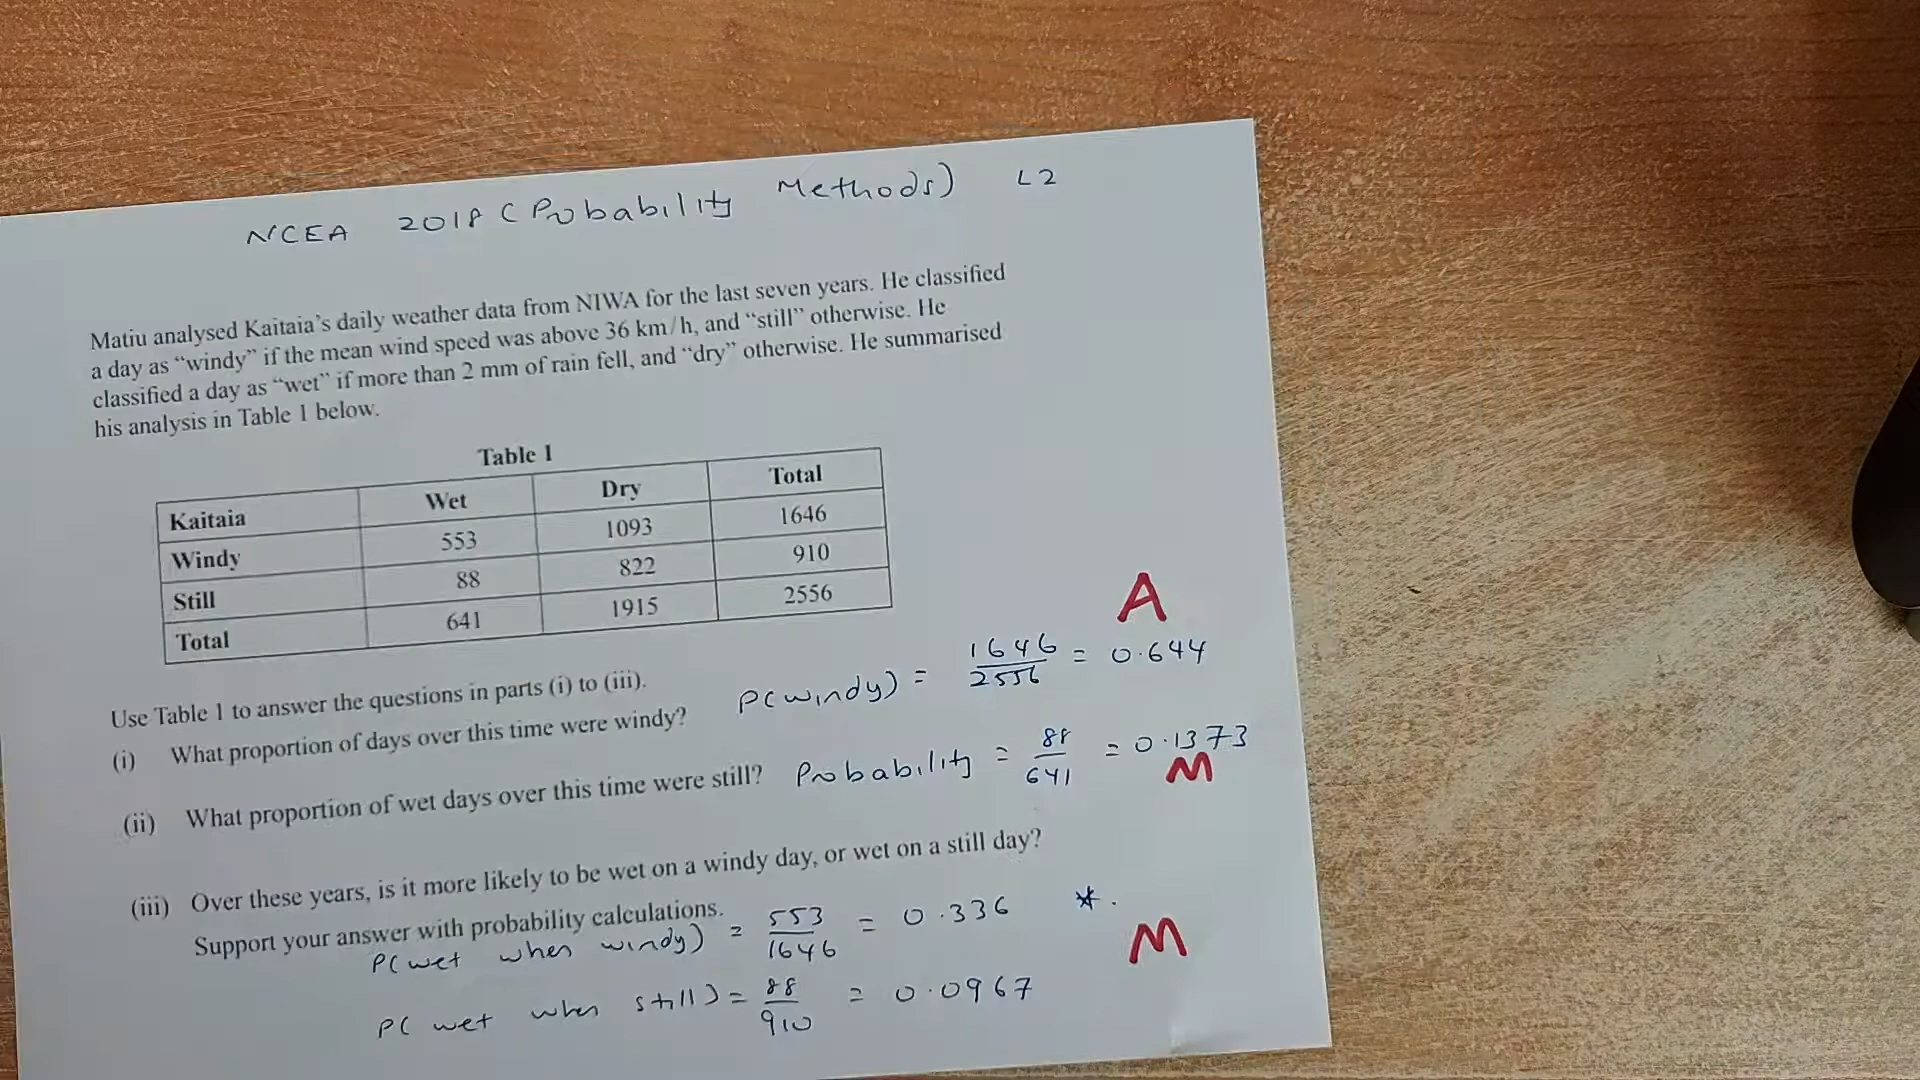 NCEA 2018 (Probability Methods) L2
Matiu analysed Kaitaia's daily weather data from NIWA for the last seven years. He classified
a day as "windy" if the mean wind speed was above 36 km/h, and "still" otherwise. He
classified a day as "wet" if more than 2 mm of rain fell, and "dry" otherwise. He summarised
his analysis in Table 1 below.
Table 1
Kaitaia Wet Dry Total
Windy 553 1093 1646
Still 88 822 910
Total 641 1915 2556
Use Table 1 to answer the questions in parts (i) to (iii).
(i) What proportion of days over this time were windy? P(windy) = 1646/2556 = 0.644
A
(ii) What proportion of wet days over this time were still? Probability = 88/641 = 0.1373
M
(iii) Over these years, is it more likely to be wet on a windy day, or wet on a still day?
Support your answer with probability calculations.
P(wet when windy) = 553/1646 = 0.336 *.
M
P( wet when still) = 88/910 = 0.0967